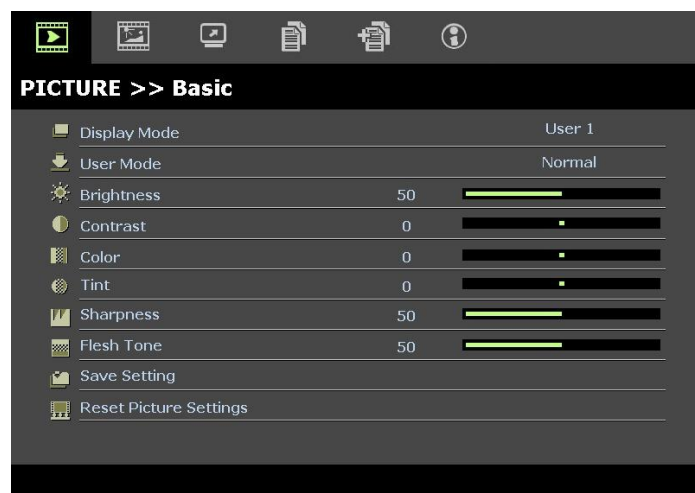 PICTURE >> Basic
Display Mode User 1
User Mode Normal
Brightness 50
Contrast 0
Color 0
Tint 0
Sharpness 50
Flesh Tone 50
Save Setting
Reset Picture Settings